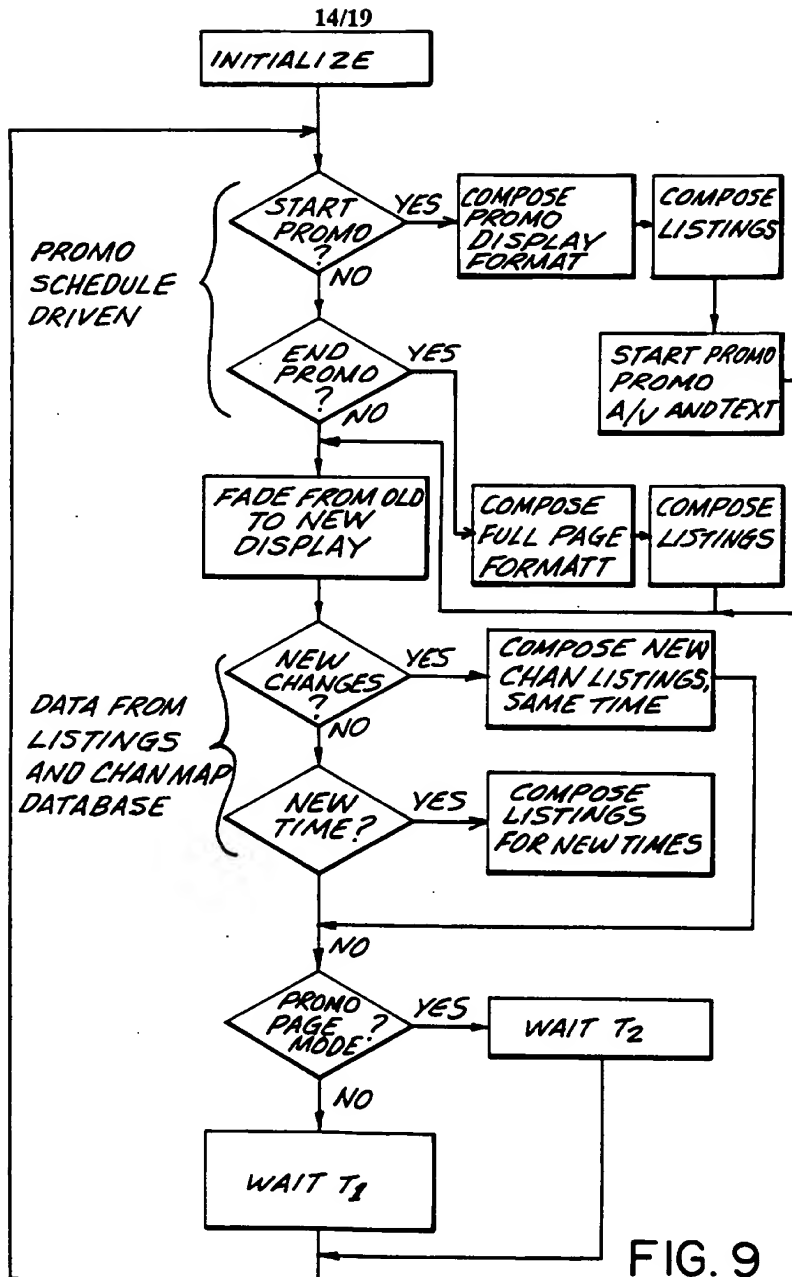 14/19
INITIALIZE
START
PROMO
?
YES
NO
COMPOSE
PROMO
DISPLAY
FORMAT
COMPOSE
LISTINGS
START PROMO
PROMO
A/V AND TEXT
PROMO
SCHEDULE
DRIVEN
END
PROMO
?
YES
NO
FADE FROM OLD
TO NEW
DISPLAY
COMPOSE
FULL PAGE
FORMATT
COMPOSE
LISTINGS
NEW
CHANGES
?
YES
NO
COMPOSE NEW
CHAN LISTINGS,
SAME TIME
DATA FROM
LISTINGS
AND CHAN MAP
DATABASE
NEW
TIME?
YES
COMPOSE
LISTINGS
FOR NEW TIMES
NO
PROMO
PAGE ?
MODE
YES
NO
WAIT T2
WAIT T1
FIG. 9